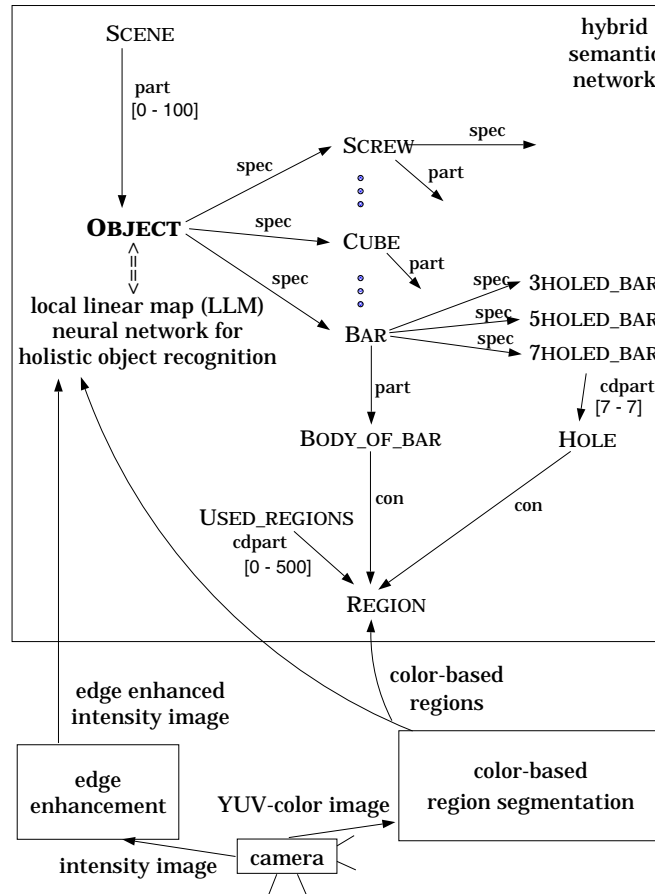 hybrid
semantic
network
SCENE
part
[0 - 100]
SCREW
spec
spec
part
OBJECT
spec
CUBE
part
spec
local linear map (LLM)
neural network for
holistic object recognition
BAR
spec
3HOLED_BAR
spec
5HOLED_BAR
spec
7HOLED_BAR
part
cdpart
[7 - 7]
BODY_OF_BAR
HOLE
con
con
USED_REGIONS
cdpart
[0 - 500]
REGION
edge enhanced
intensity image
color-based
regions
edge
enhancement
YUV-color image
color-based
region segmentation
intensity image
camera